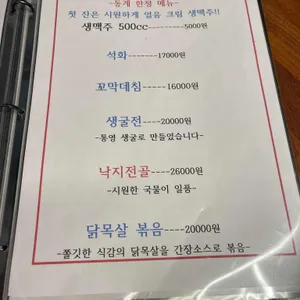 -동계 한정 메뉴-
첫 잔은 시원하게 얼음 크림 생맥주!!
생맥주 500cc---------5000원
석화-------17000원
꼬막데침-----16000원
생굴전----20000원
-통영 생굴로 만들었습니다-
낙지전골----26000원
-시원한 국물이 일품-
닭목살 볶음----20000원
-쫄깃한 식감의 닭목살을 간장소스로 볶음-